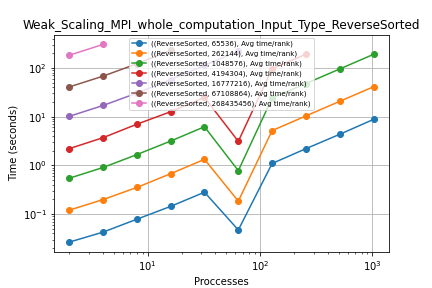 Weak_Scaling_MPI_whole_computation_Input_Type_ReverseSorted
((ReverseSorted, 65536), Avg time/rank)
((ReverseSorted, 262144), Avg time/rank)
((ReverseSorted, 1048576), Avg time/rank)
((ReverseSorted, 4194304), Avg time/rank)
((ReverseSorted, 16777216), Avg time/rank)
((ReverseSorted, 67108864), Avg time/rank)
((ReverseSorted, 268435456), Avg time/rank)
Time (seconds)
10²
10¹
10⁰
10⁻¹
10¹ 10² 10³
Proccesses